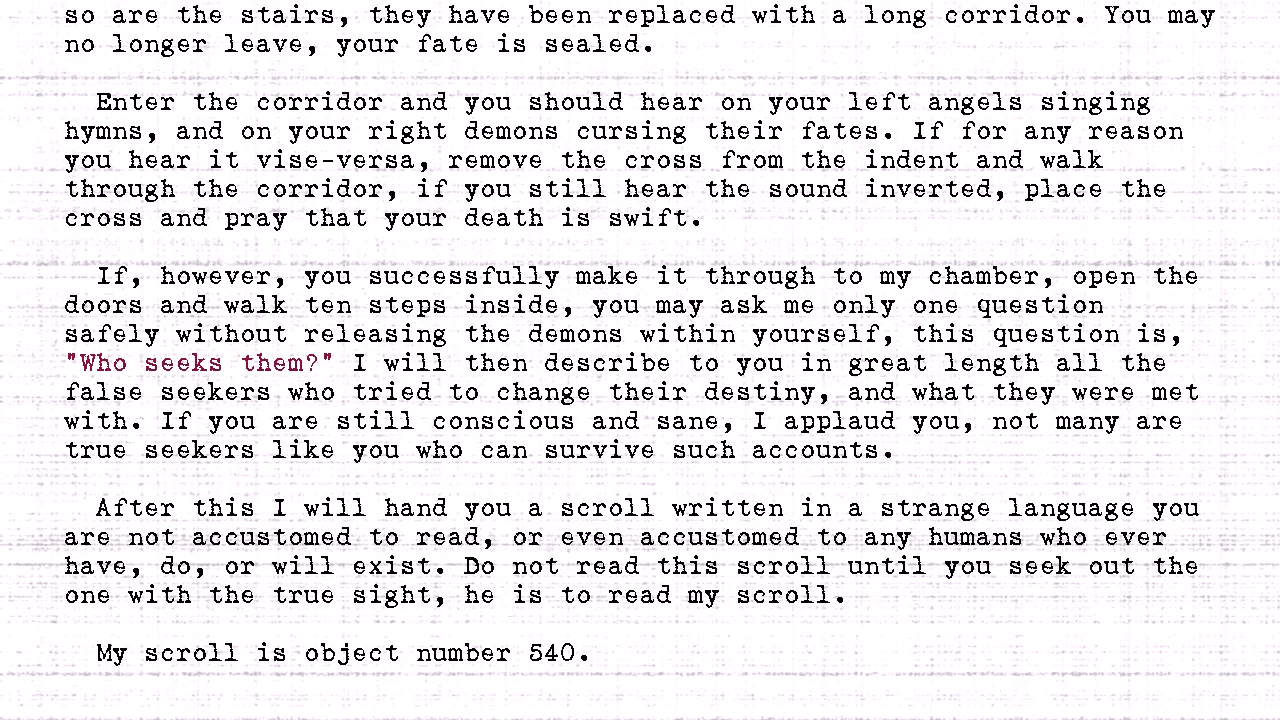 so are the stairs, they have been replaced with a long corridor. You may
no longer leave, your fate is sealed.
Enter the corridor and you should hear on your left angels singing
hymns, and on your right demons cursing their fates. If for any reason
you hear it vise-versa, remove the cross from the indent and walk
through the corridor, if you still hear the sound inverted, place the
cross and pray that your death is swift.
If, however, you successfully make it through to my chamber, open the
doors and walk ten steps inside, you may ask me only one question
safely without releasing the demons within yourself, this question is,
"Who seeks them?" I will then describe to you in great length all the
false seekers who tried to change their destiny, and what they were met
with. If you are still conscious and sane, I applaud you, not many are
true seekers like you who can survive such accounts.
After this I will hand you a scroll written in a strange language you
are not accustomed to read, or even accustomed to any humans who ever
have, do, or will exist. Do not read this scroll until you seek out the
one with the true sight, he is to read my scroll.
My scroll is object number 540.